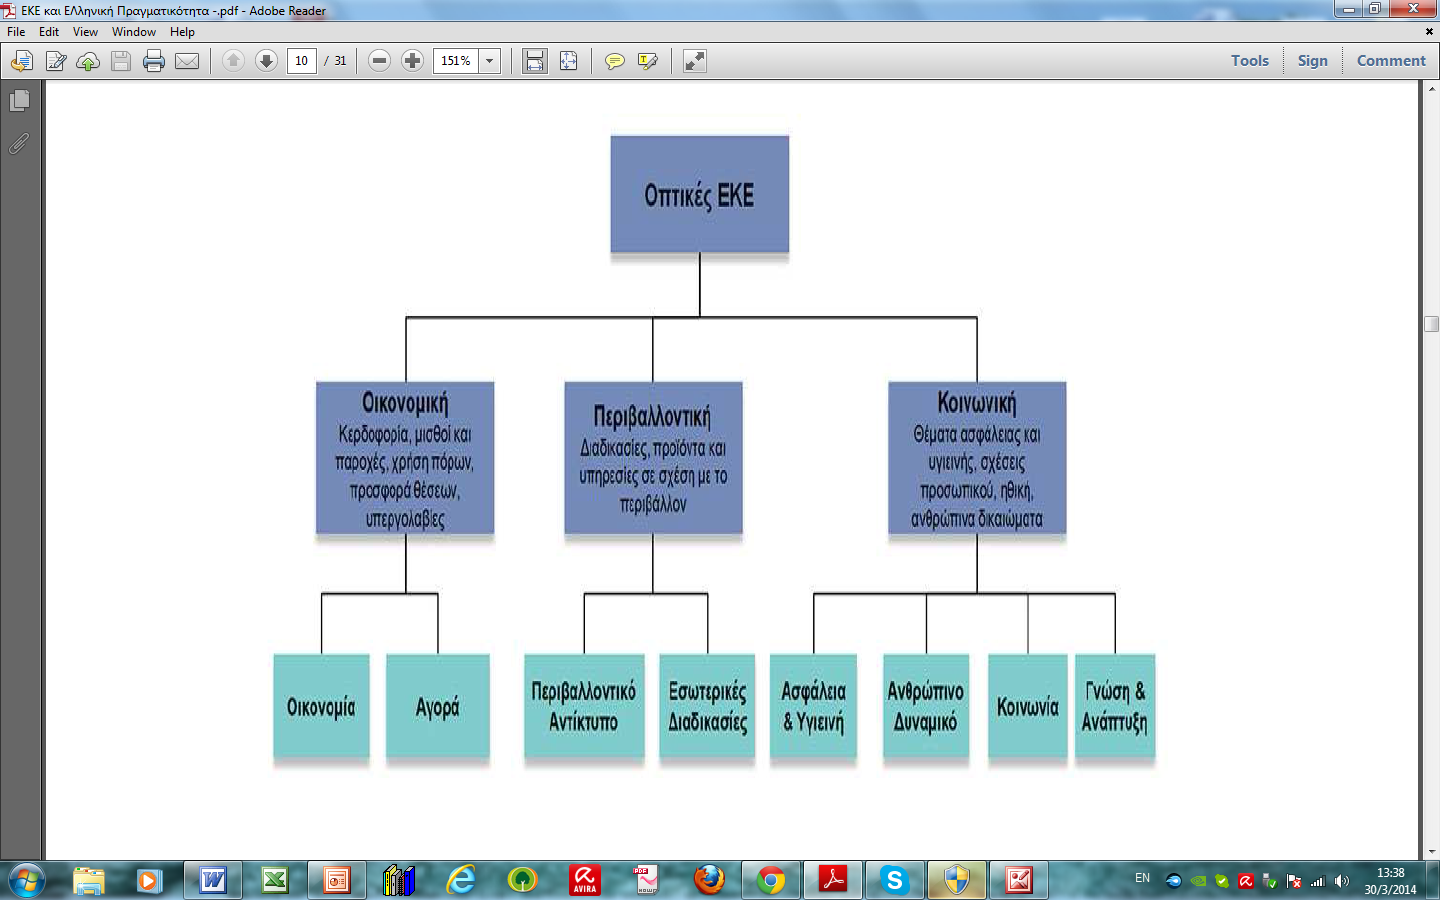 ΕΚΕ και ΕΛληνική Πραγματικότητα -.pdf - Adobe Reader
File Edit View Window Help
10 / 31 151% Tools Sign Comment
Οπτικές ΕΚΕ
Οικονομική
Κερδοφορία, μισθοί και
παροχές, χρήση πόρων,
προσφορά θέσεων,
υπεργολαβίες
Περιβαλλοντική
Διαδικασίες, προϊόντα και
υπηρεσίες σε σχέση με το
περιβάλλον
Κοινωνική
Θέματα ασφάλειας και
υγιεινής, σχέσεις
προσωπικού, ηθική,
ανθρώπινα δικαιώματα
Οικονομία
Αγορά
Περιβαλλοντικό
Αντίκτυπο
Εσωτερικές
Διαδικασίες
Ασφάλεια
& Υγιεινή
Ανθρώπινο
Δυναμικό
Κοινωνία
Γνώση &
Ανάπτυξη
AVIRA
PDF
EN
13:38
30/3/2014